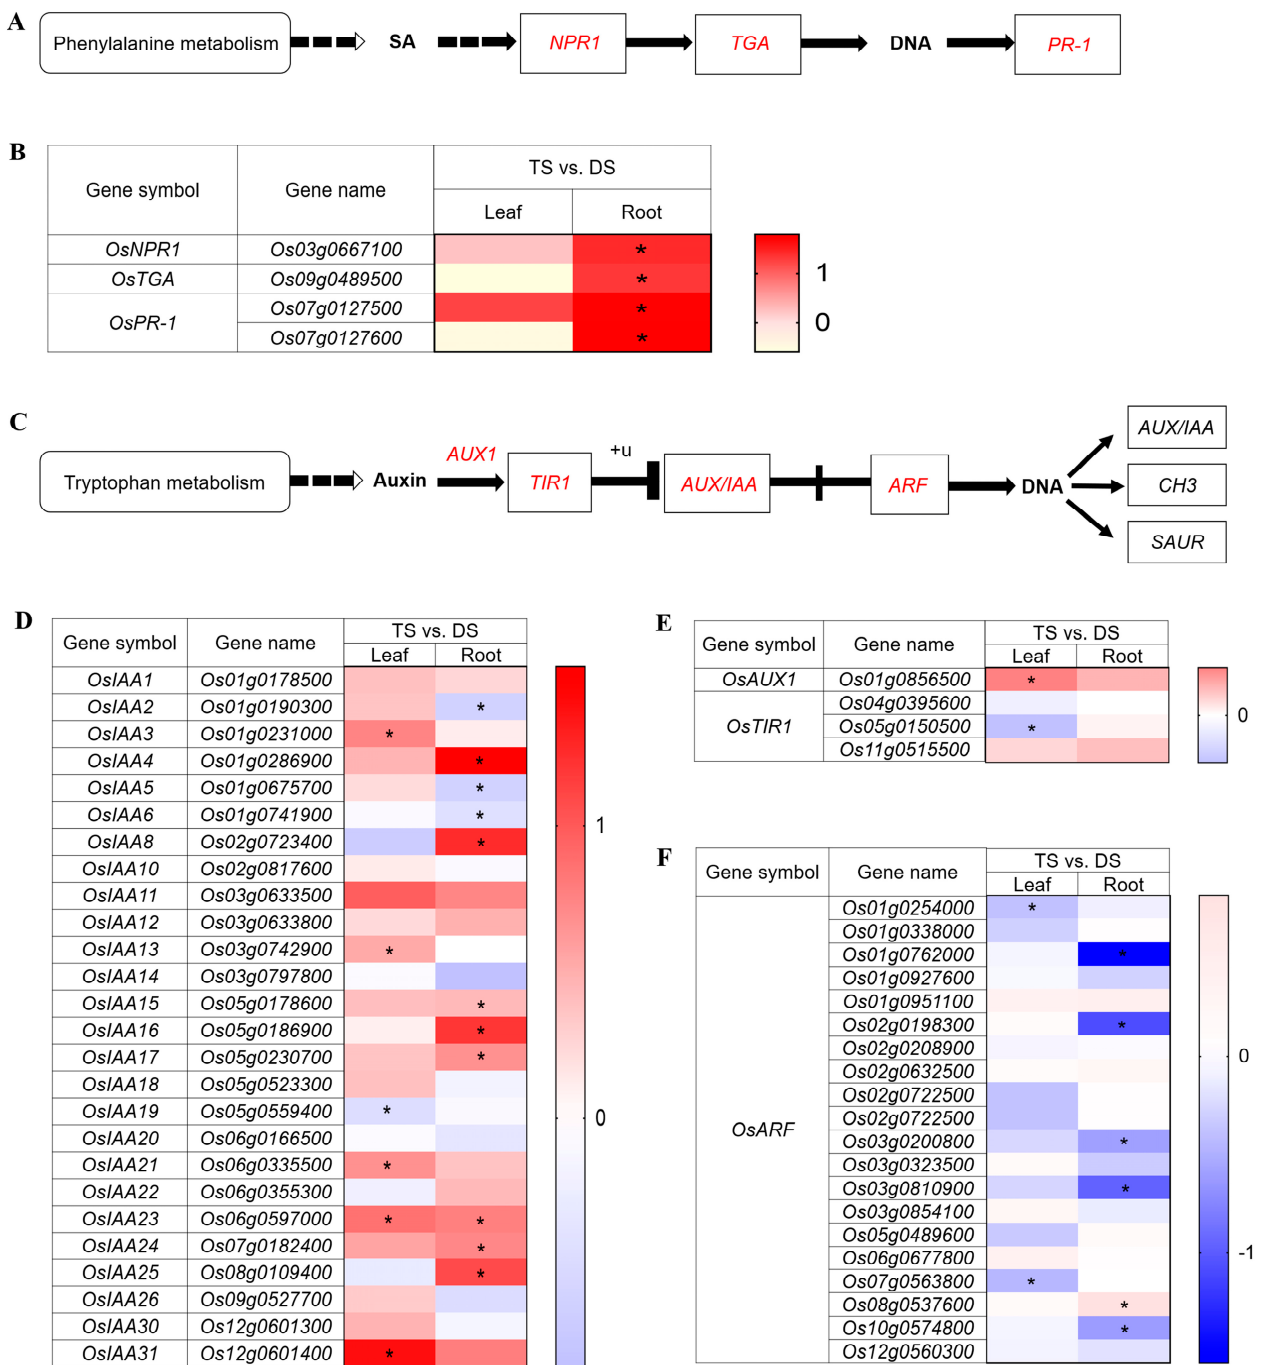 A
Phenylalanine metabolism SA NPR1 TGA DNA PR-1
B
Gene symbol Gene name TS vs. DS
Leaf Root
OsNPR1 Os03g0667100 *
OsTGA Os09g0489500 *
OsPR-1 Os07g0127500 *
Os07g0127600 *
1
0
C
Tryptophan metabolism Auxin AUX1 TIR1 +u AUX/IAA ARF DNA
AUX/IAA
CH3
SAUR
D
Gene symbol Gene name TS vs. DS
Leaf Root
OsIAA1 Os01g0178500
OsIAA2 Os01g0190300 *
OsIAA3 Os01g0231000 *
OsIAA4 Os01g0286900 *
OsIAA5 Os01g0675700 *
OsIAA6 Os01g0741900 *
OsIAA8 Os02g0723400 *
OsIAA10 Os02g0817600
OsIAA11 Os03g0633500
OsIAA12 Os03g0633800
OsIAA13 Os03g0742900 *
OsIAA14 Os03g0797800
OsIAA15 Os05g0178600 *
OsIAA16 Os05g0186900 *
OsIAA17 Os05g0230700 *
OsIAA18 Os05g0523300
OsIAA19 Os05g0559400 *
OsIAA20 Os06g0166500
OsIAA21 Os06g0335500 *
OsIAA22 Os06g0355300
OsIAA23 Os06g0597000 * *
OsIAA24 Os07g0182400 *
OsIAA25 Os08g0109400 *
OsIAA26 Os09g0527700
OsIAA30 Os12g0601300
OsIAA31 Os12g0601400 *
1
0
E
Gene symbol Gene name TS vs. DS
Leaf Root
OsAUX1 Os01g0856500 *
OsTIR1 Os04g0395600
Os05g0150500 *
Os11g0515500
0
F
Gene symbol Gene name TS vs. DS
Leaf Root
OsARF
Os01g0254000 *
Os01g0338000
Os01g0762000 *
Os01g0927600
Os01g0951100
Os02g0198300 *
Os02g0208900
Os02g0632500
Os02g0722500
Os02g0722500
Os03g0200800 *
Os03g0323500
Os03g0810900 *
Os03g0854100
Os05g0489600
Os06g0677800
Os07g0563800 *
Os08g0537600 *
Os10g0574800 *
Os12g0560300
0
-1